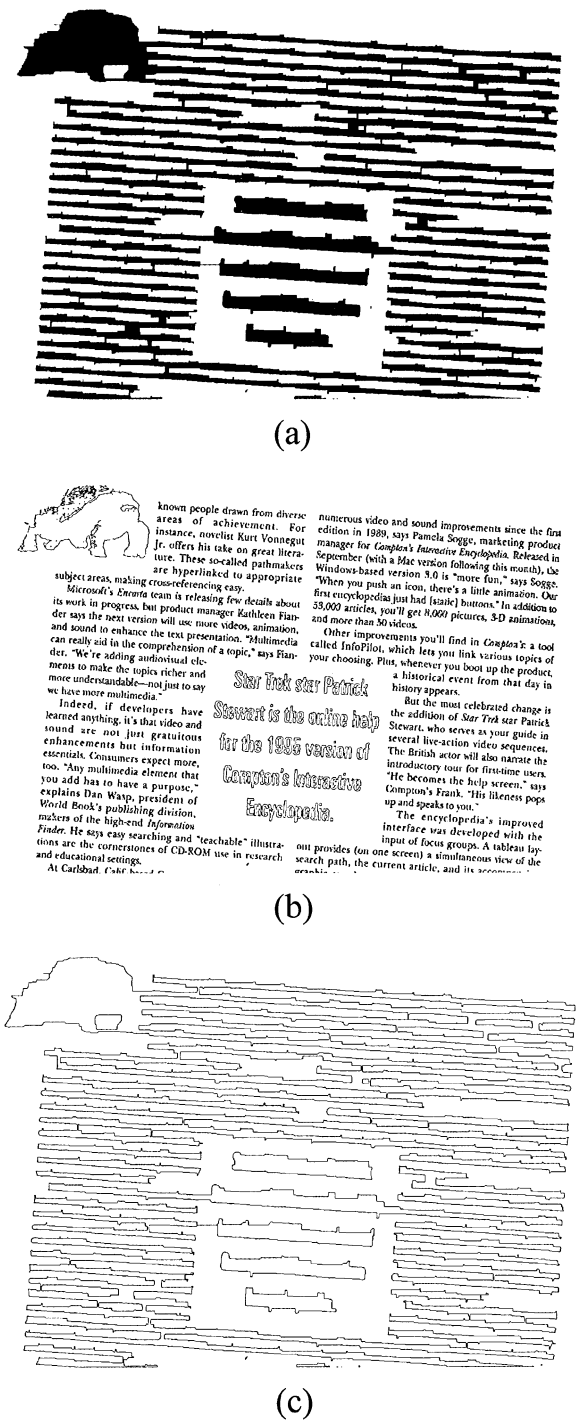 (a)
known people drawn from diverse
areas of achievement. For
instance, novelist Kurt Vonnegut
Jr. offers his take on great litera-
ture. These so-called pathmakers
are hyperlinked to appropriate
subject areas, making cross-referencing easy.
Microsoft's Encarta team is releasing few details about
its work in progress, but product manager Kathleen Fian-
der says the next version will use more videos, animation,
and sound to enhance the text presentation. "Multimedia
can really aid in the comprehension of a topic," says Fian-
der. "We're adding audiovisual ele-
ments to make the topics richer and
more understandable—not just to say
we have more multimedia."
Indeed, if developers have
learned anything, it's that video and
sound are not just gratuitous
enhancements but information
essentials. Consumers expect more,
too. "Any multimedia element that
you add has to have a purpose,"
explains Dan Wasp, president of
World Book's publishing division,
makers of the high-end Information
Finder. He says easy searching and "teachable" illustra-
tions are the cornerstones of CD-ROM use in research
and educational settings.
At Carlsbad, Calif.-based
Star Trek star Patrick
Stewart is the online help
for the 1995 version of
Compton's Interactive
Encyclopedia.
numerous video and sound improvements since the first
edition in 1989, says Pamela Sogge, marketing product
manager for Compton's Interactive Encyclopedia. Released in
September (with a Mac version following this month), the
Windows-based version 3.0 is "more fun," says Sogge.
"When you push an icon, there's a little animation. Our
first encyclopedias just had [static] buttons." In addition to
33,000 articles, you'll get 8,000 pictures, 3-D animations,
and more than 30 videos.
Other improvements you'll find in Compton's: a tool
called InfoPilot, which lets you link various topics of
your choosing. Plus, whenever you boot up the product,
a historical event from that day in
history appears.
But the most celebrated change is
the addition of Star Trek star Patrick
Stewart, who serves as your guide in
several live-action video sequences.
The British actor will also narrate the
introductory tour for first-time users.
"He becomes the help screen," says
Compton's Frank. "His likeness pops
up and speaks to you."
The encyclopedia's improved
interface was developed with the
input of focus groups. A tableau lay-
out provides (on one screen) a simultaneous view of the
search path, the current article, and its
(b)
(c)